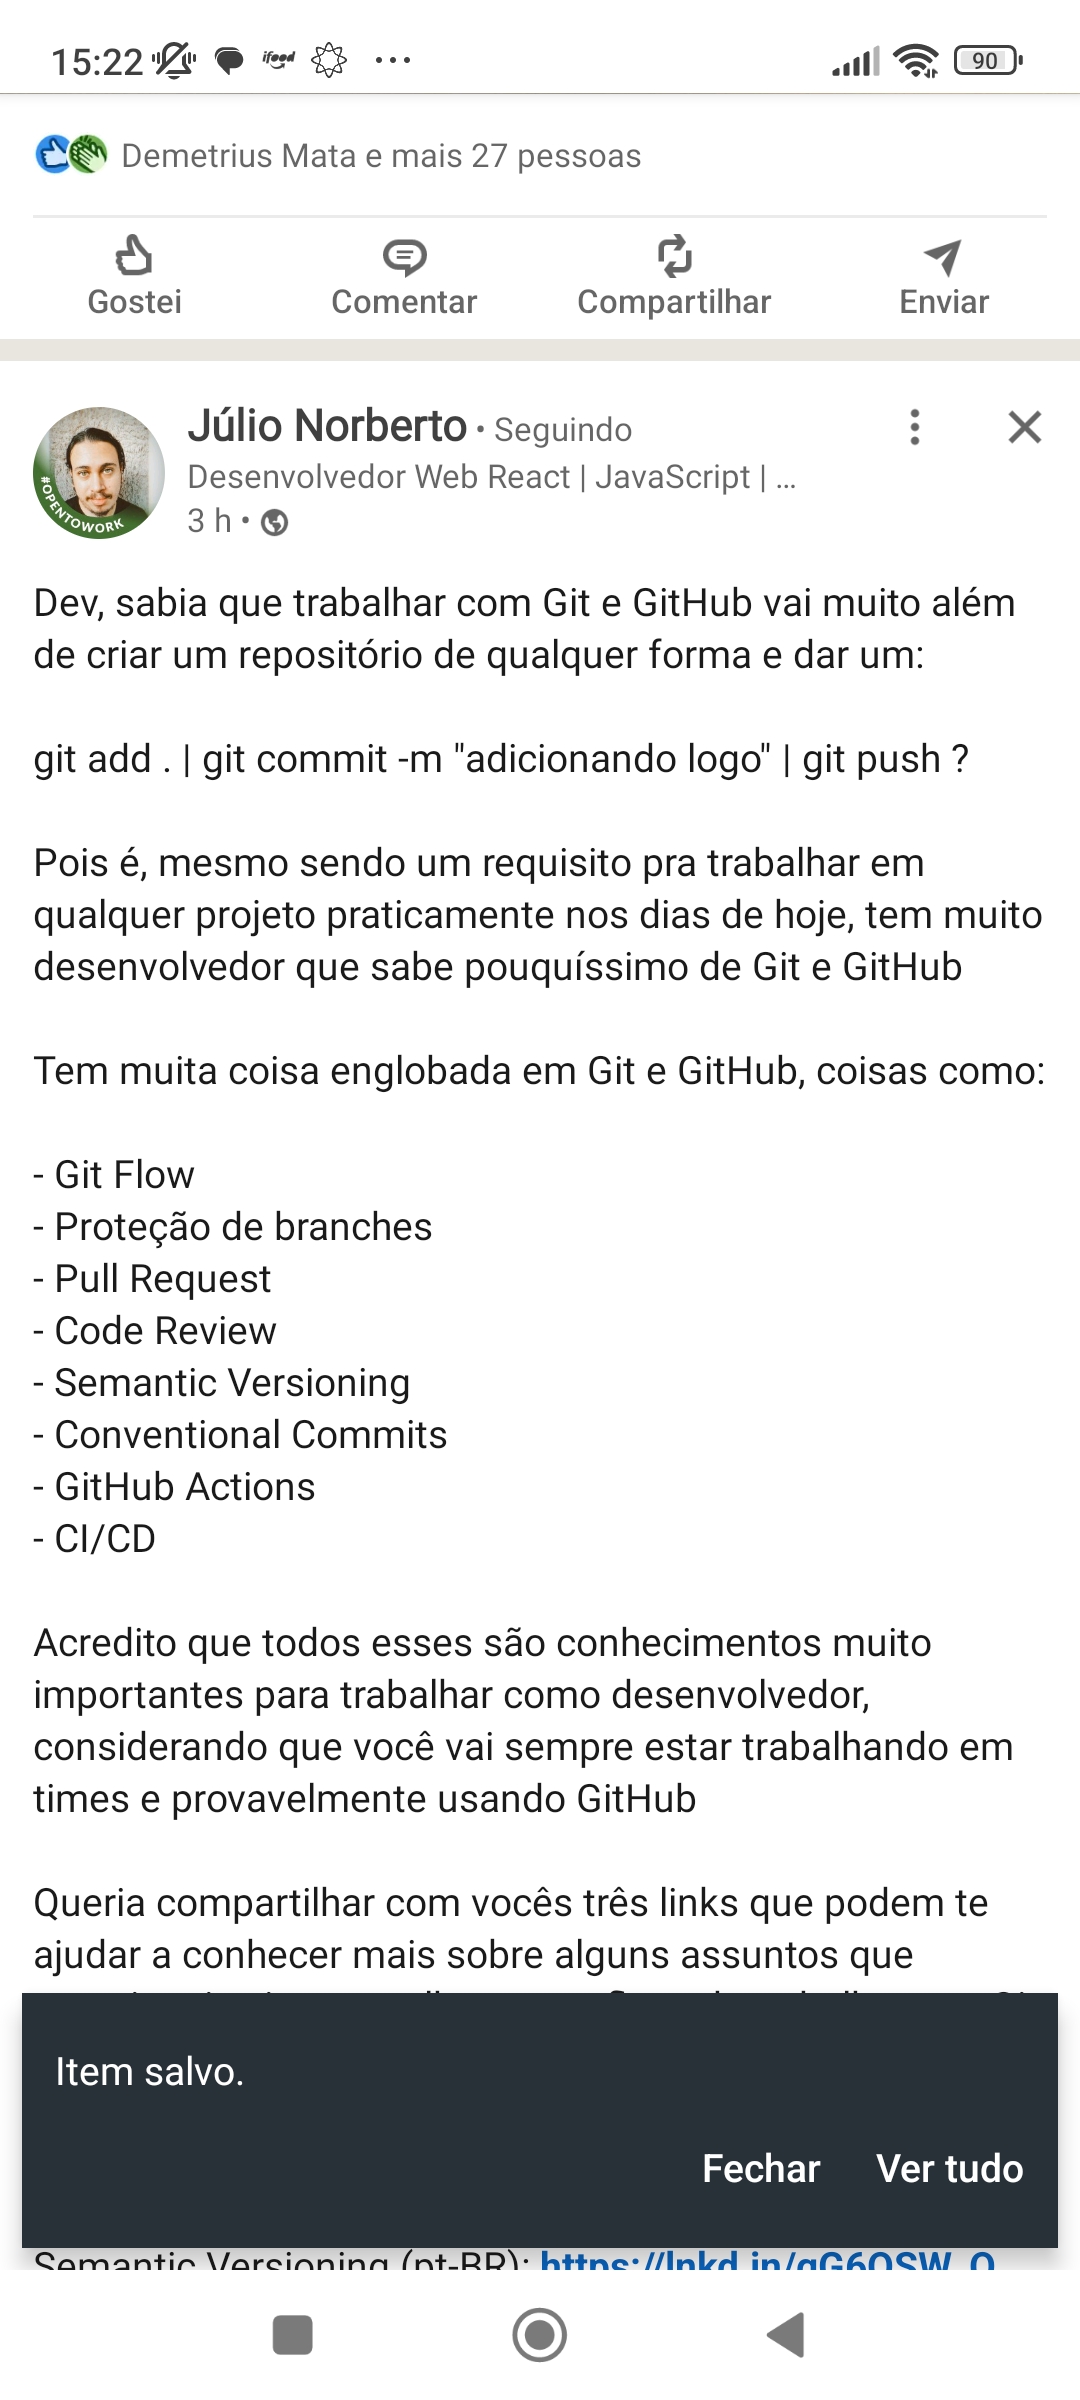 15:22 ifood 90
Demetrius Mata e mais 27 pessoas
Gostei Comentar Compartilhar Enviar
Júlio Norberto • Seguindo
Desenvolvedor Web React | JavaScript | ...
3 h •
#OPENTOWORK
Dev, sabia que trabalhar com Git e GitHub vai muito além
de criar um repositório de qualquer forma e dar um:
git add . | git commit -m "adicionando logo" | git push ?
Pois é, mesmo sendo um requisito pra trabalhar em
qualquer projeto praticamente nos dias de hoje, tem muito
desenvolvedor que sabe pouquíssimo de Git e GitHub
Tem muita coisa englobada em Git e GitHub, coisas como:
- Git Flow
- Proteção de branches
- Pull Request
- Code Review
- Semantic Versioning
- Conventional Commits
- GitHub Actions
- CI/CD
Acredito que todos esses são conhecimentos muito
importantes para trabalhar como desenvolvedor,
considerando que você vai sempre estar trabalhando em
times e provavelmente usando GitHub
Queria compartilhar com vocês três links que podem te
ajudar a conhecer mais sobre alguns assuntos que
Item salvo.
Fechar Ver tudo
Semantic Versioning (pt-BR):